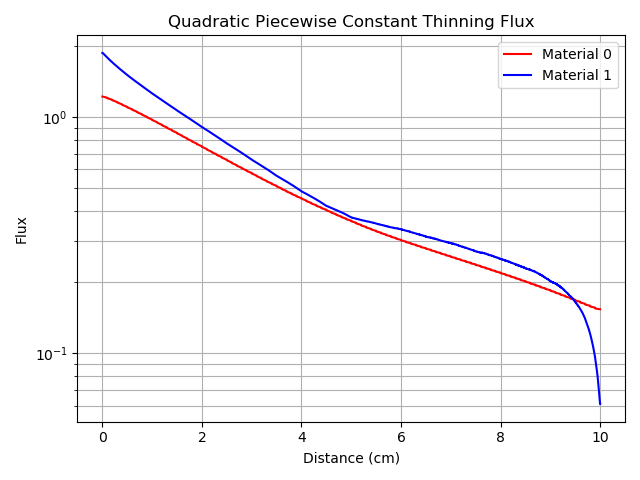 Quadratic Piecewise Constant Thinning Flux
Material 0
Material 1
10⁰
10⁻¹
Flux
0 2 4 6 8 10
Distance (cm)